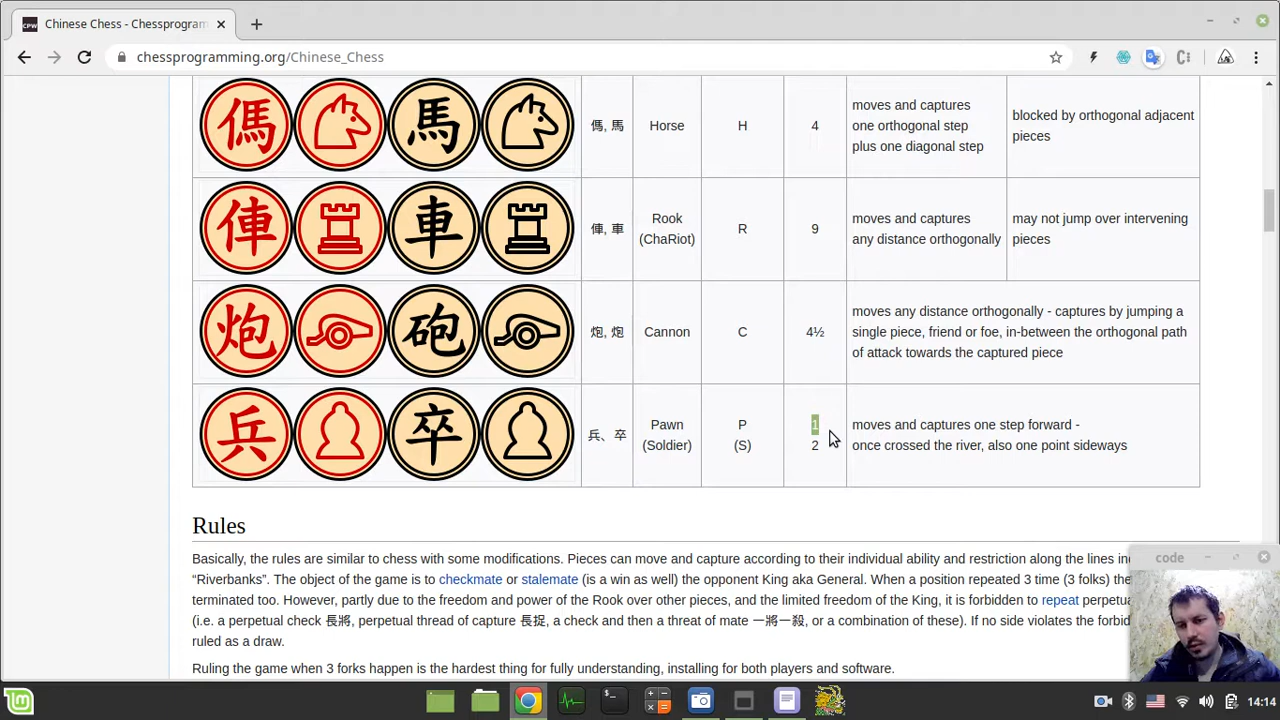 CPW
Chinese Chess - Chessprogram
chessprogramming.org/Chinese_Chess
傌 馬
傌, 馬
Horse
H
4
moves and captures
one orthogonal step
plus one diagonal step
blocked by orthogonal adjacent
pieces
俥 車
俥, 車
Rook
(ChaRiot)
R
9
moves and captures
any distance orthogonally
may not jump over intervening
pieces
炮 砲
炮, 炮
Cannon
C
4½
moves any distance orthogonally - captures by jumping a
single piece, friend or foe, in-between the orthogonal path
of attack towards the captured piece
兵 卒
兵、卒
Pawn
(Soldier)
P
(S)
1
2
moves and captures one step forward -
once crossed the river, also one point sideways
Rules
Basically, the rules are similar to chess with some modifications. Pieces can move and capture according to their individual ability and restriction along the lines
“Riverbanks”. The object of the game is to checkmate or stalemate (is a win as well) the opponent King aka General. When a position repeated 3 time (3 folks)
terminated too. However, partly due to the freedom and power of the Rook over other pieces, and the limited freedom of the King, it is forbidden to repeat
(i.e. a perpetual check 長將, perpetual thread of capture 長捉, a check and then a threat of mate 一將一殺, or a combination of these). If no side violates the
ruled as a draw.
Ruling the game when 3 forks happen is the hardest thing for fully understanding, installing for both players and software.
code
14:14